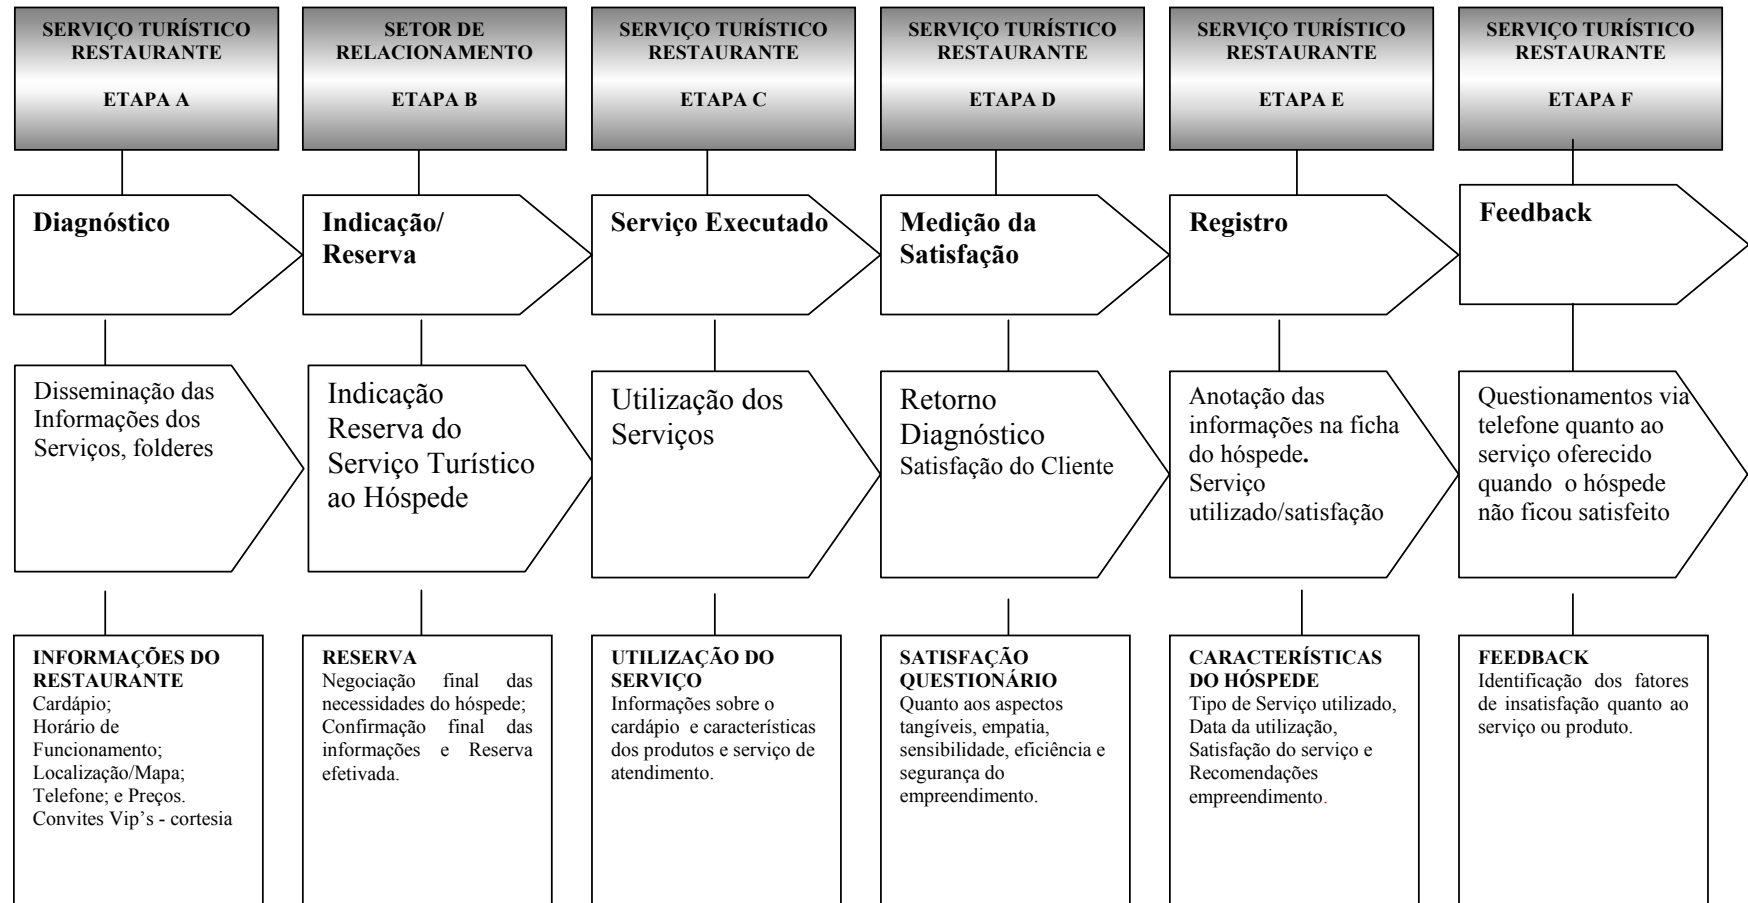 SERVIÇO TURÍSTICO
RESTAURANTE
ETAPA A
SETOR DE
RELACIONAMENTO
ETAPA B
SERVIÇO TURÍSTICO
RESTAURANTE
ETAPA C
SERVIÇO TURÍSTICO
RESTAURANTE
ETAPA D
SERVIÇO TURÍSTICO
RESTAURANTE
ETAPA E
SERVIÇO TURÍSTICO
RESTAURANTE
ETAPA F
Diagnóstico
Indicação/
Reserva
Serviço Executado
Medição da
Satisfação
Registro
Feedback
Disseminação das
Informações dos
Serviços, folderes
Indicação
Reserva do
Serviço Turístico
ao Hóspede
Utilização dos
Serviços
Retorno
Diagnóstico
Satisfação do Cliente
Anotação das
informações na ficha
do hóspede.
Serviço
utilizado/satisfação
Questionamentos via
telefone quanto ao
serviço oferecido
quando o hóspede
não ficou satisfeito
INFORMAÇÕES DO
RESTAURANTE
Cardápio;
Horário de
Funcionamento;
Localização/Mapa;
Telefone; e Preços.
Convites Vip's - cortesia
RESERVA
Negociação final das
necessidades do hóspede;
Confirmação final das
informações e Reserva
efetivada.
UTILIZAÇÃO DO
SERVIÇO
Informações sobre o
cardápio e características
dos produtos e serviço de
atendimento.
SATISFAÇÃO
QUESTIONÁRIO
Quanto aos aspectos
tangíveis, empatia,
sensibilidade, eficiência e
segurança do
empreendimento.
CARACTERÍSTICAS
DO HÓSPEDE
Tipo de Serviço utilizado,
Data da utilização,
Satisfação do serviço e
Recomendações
empreendimento.
FEEDBACK
Identificação dos fatores
de insatisfação quanto ao
serviço ou produto.